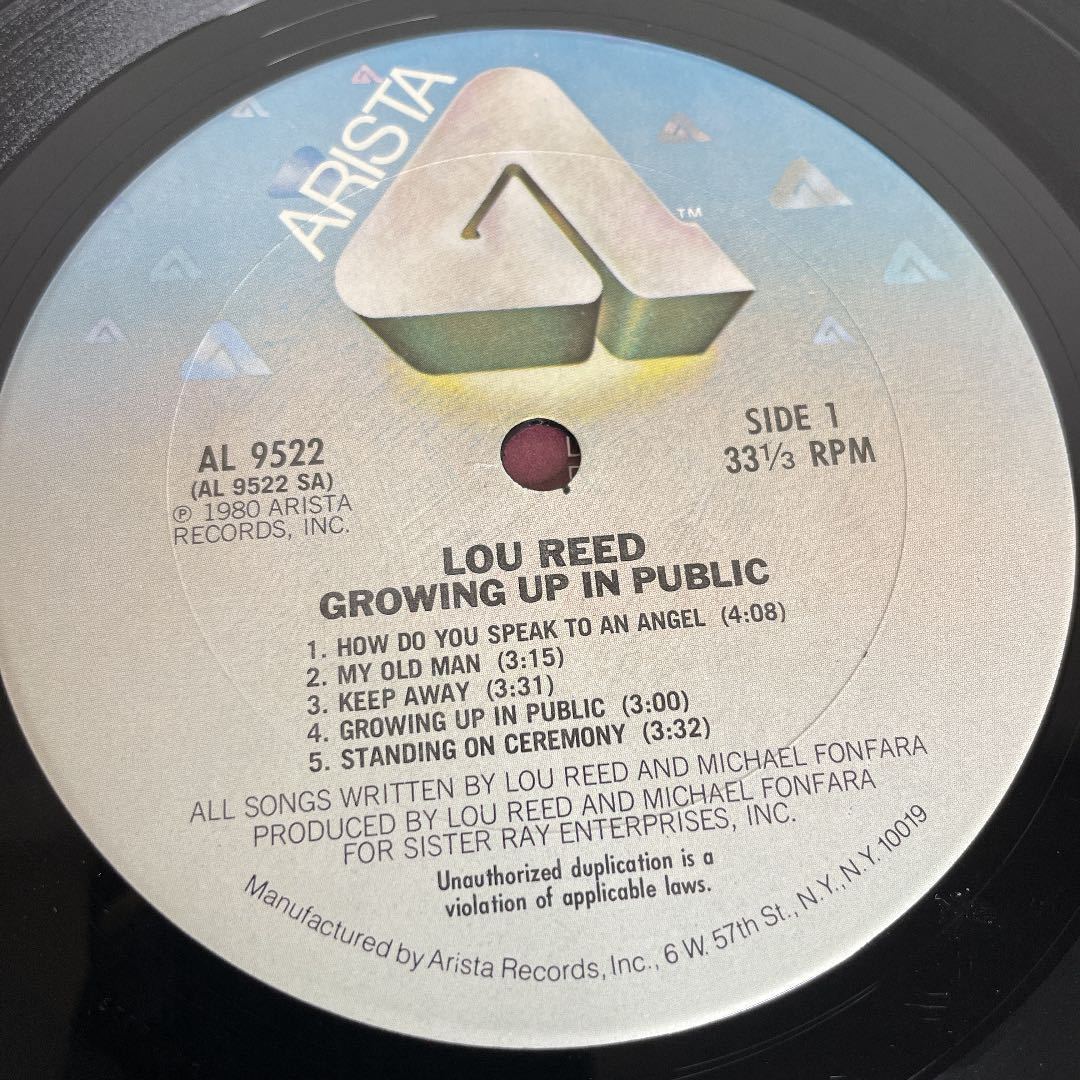 ARISTA
TM
AL 9522
(AL 9522 SA)
℗ 1980 ARISTA
RECORDS, INC.
SIDE 1
33 1/3 RPM
LOU REED
GROWING UP IN PUBLIC
1. HOW DO YOU SPEAK TO AN ANGEL (4:08)
2. MY OLD MAN (3:15)
3. KEEP AWAY (3:31)
4. GROWING UP IN PUBLIC (3:00)
5. STANDING ON CEREMONY (3:32)
ALL SONGS WRITTEN BY LOU REED AND MICHAEL FONFARA
PRODUCED BY LOU REED AND MICHAEL FONFARA
FOR SISTER RAY ENTERPRISES, INC.
Unauthorized duplication is a
violation of applicable laws.
Manufactured by Arista Records, Inc., 6 W. 57th St., N.Y., N.Y. 10019